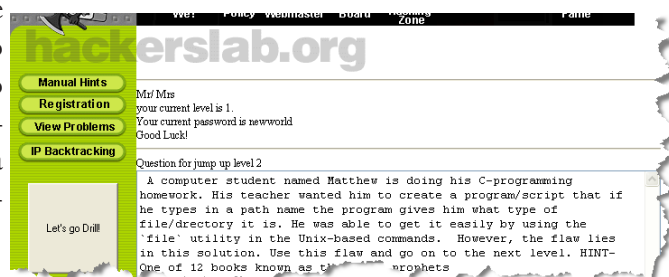 We? Policy Webmaster Board Zone Fame
hackerslab.org
Manual Hints
Registration
View Problems
IP Backtracking
Let's go Drill!
Mr/ Mrs
your current level is 1.
Your current password is newworld
Good Luck!
Question for jump up level 2
A computer student named Matthew is doing his C-programming
homework. His teacher wanted him to create a program/script that if
he types in a path name the program gives him what type of
file/drectory it is. He was able to get it easily by using the
`file` utility in the Unix-based commands. However, the flaw lies
in this solution. Use this flaw and go on to the next level. HINT-
One of 12 books known as prophets